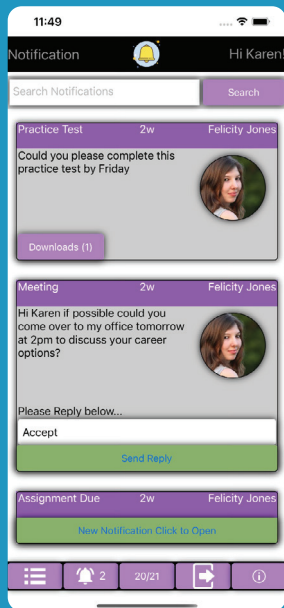 11:49
Notification Hi Karen!
Search Notifications Search
Practice Test 2w Felicity Jones
Could you please complete this
practice test by Friday
Downloads (1)
Meeting 2w Felicity Jones
Hi Karen if possible could you
come over to my office tomorrow
at 2pm to discuss your career
options?
Please Reply below...
Accept
Send Reply
Assignment Due 2w Felicity Jones
New Notification Click to Open
2 20/21